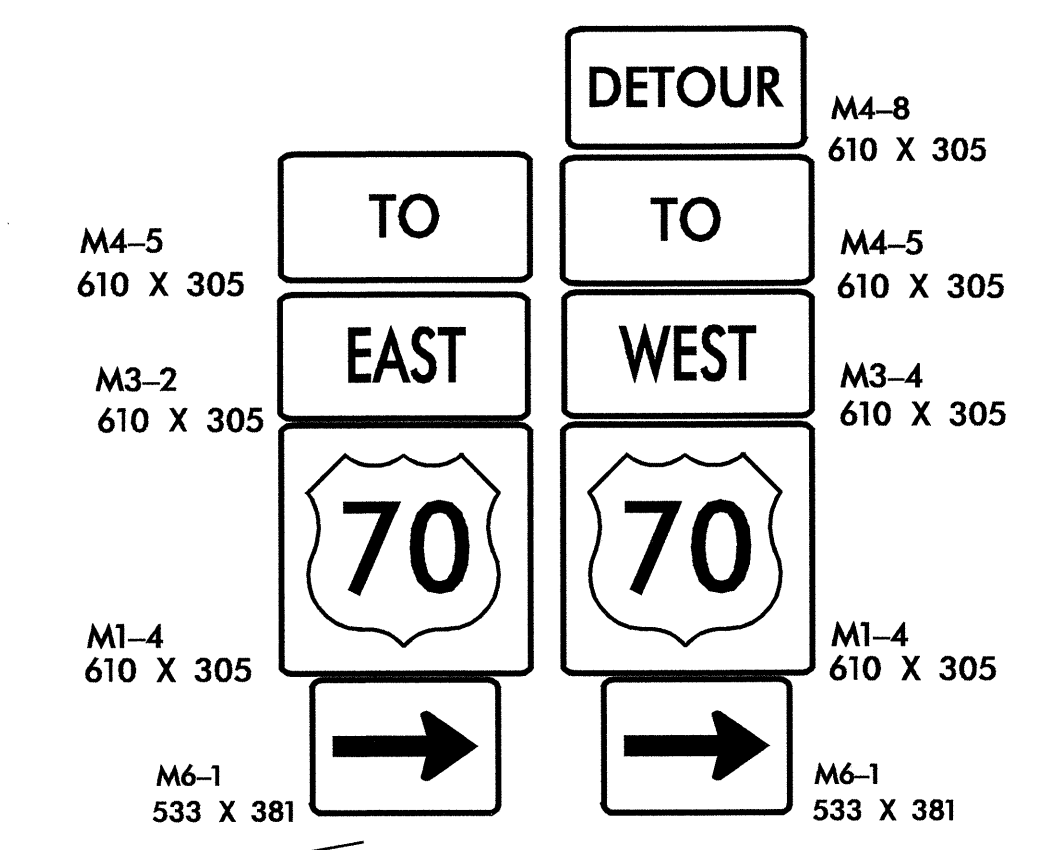 TO
M4–5
610 X 305
EAST
M3–2
610 X 305
70
M1–4
610 X 305
M6–1
533 X 381
DETOUR
M4–8
610 X 305
TO
M4–5
610 X 305
WEST
M3–4
610 X 305
70
M1–4
610 X 305
M6–1
533 X 381